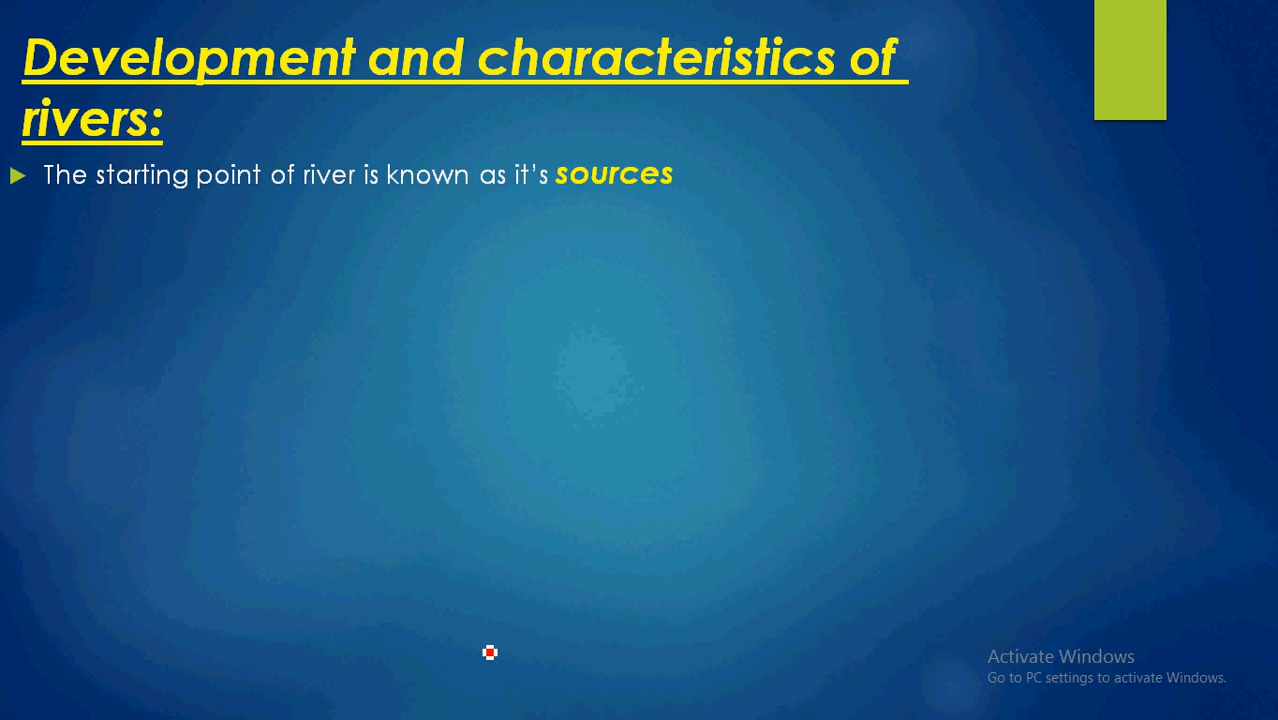 Development and characteristics of
rivers:
The starting point of river is known as it's sources
Activate Windows
Go to PC settings to activate Windows.